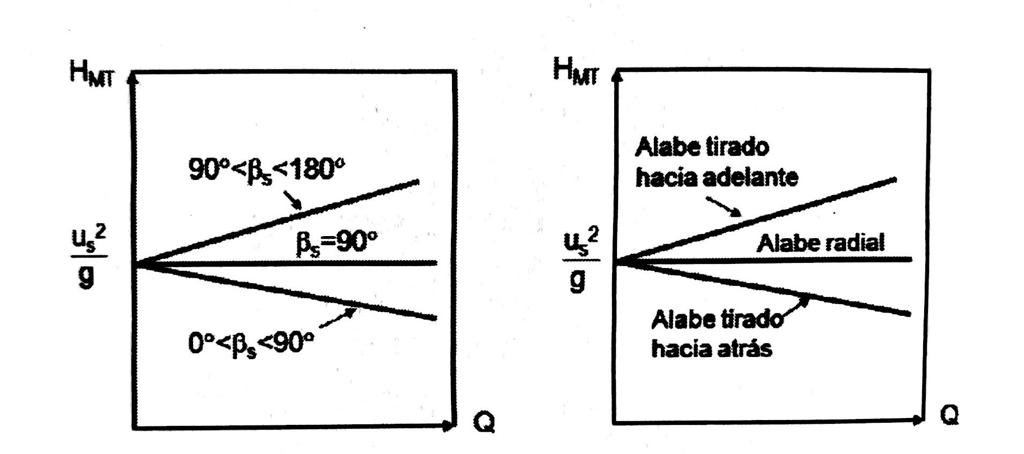 H_MT
90°<β_s<180°
u_s²
g
β_s=90°
0°<β_s<90°
Q
H_MT
Alabe tirado
hacia adelante
u_s²
g
Alabe radial
Alabe tirado
hacia atrás
Q